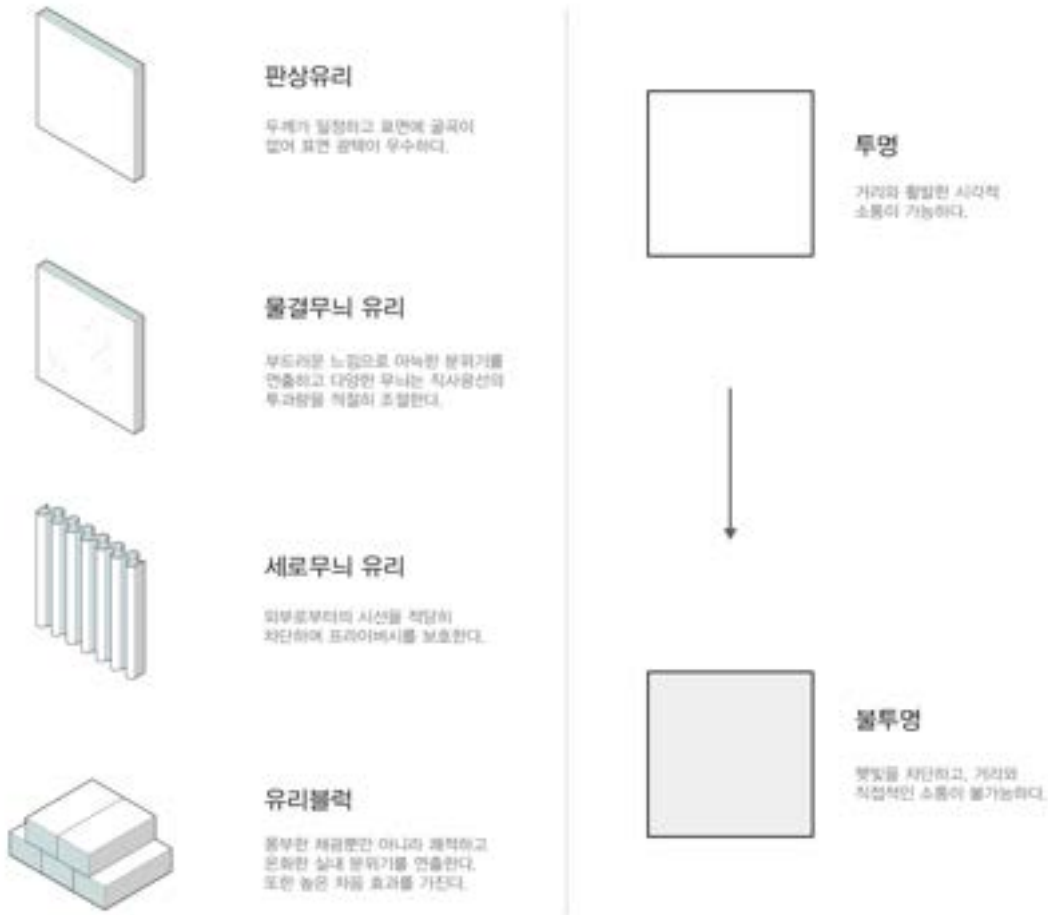 판상유리
두께가 일정하고 표면에 굴곡이
없어 표면 광택이 우수하다.
물결무늬 유리
부드러운 느낌으로 아늑한 분위기를
연출하고 다양한 무늬는 직사광선의
투과량을 적절히 조절한다.
세로무늬 유리
외부로부터의 시선을 적당히
차단하며 프라이버시를 보호한다.
유리블럭
풍부한 채광뿐만 아니라 쾌적하고
온화한 실내 분위기를 연출한다.
또한 높은 차음 효과를 가진다.
투명
거리와 활발한 시각적
소통이 가능하다.
불투명
햇빛을 차단하고, 거리와
직접적인 소통이 불가능하다.